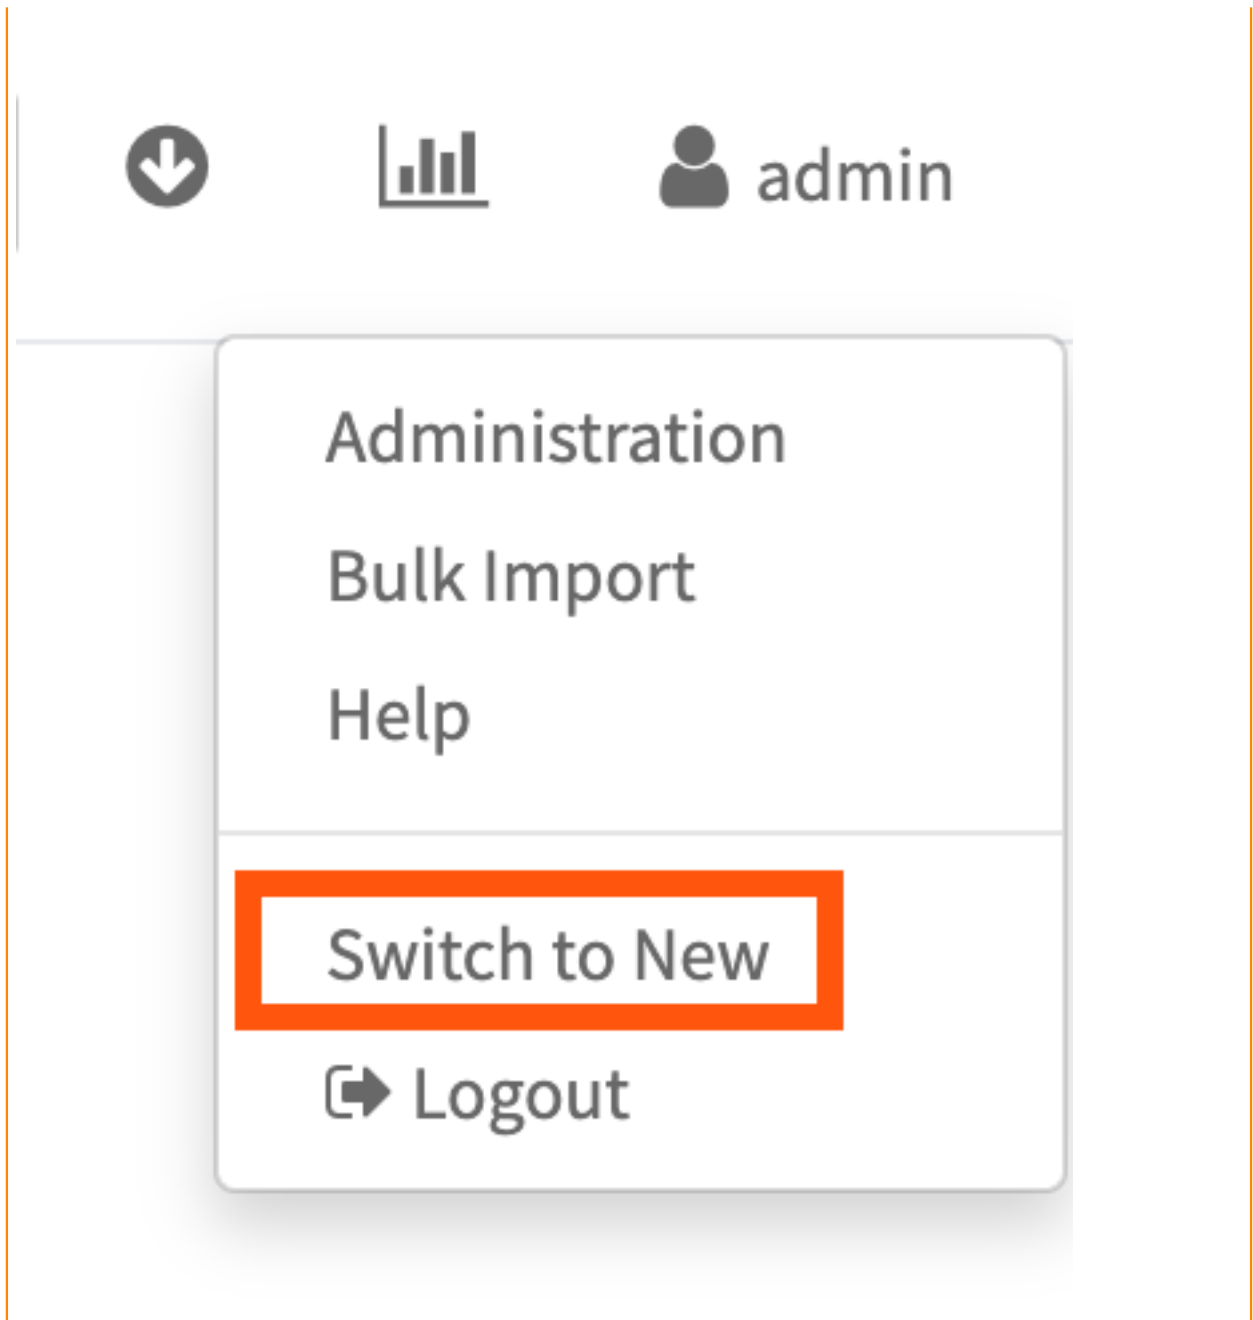 admin
Administration
Bulk Import
Help
Switch to New
Logout